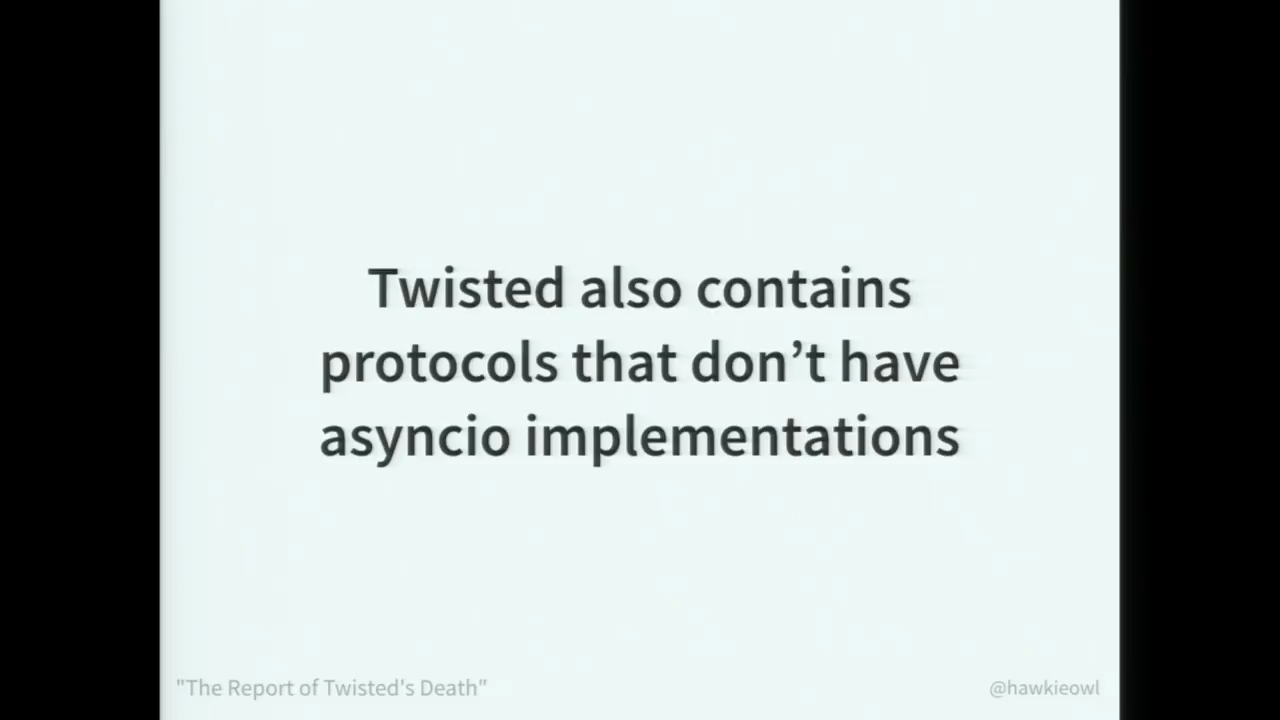 Twisted also contains
protocols that don’t have
asyncio implementations
"The Report of Twisted's Death"
@hawkieowl